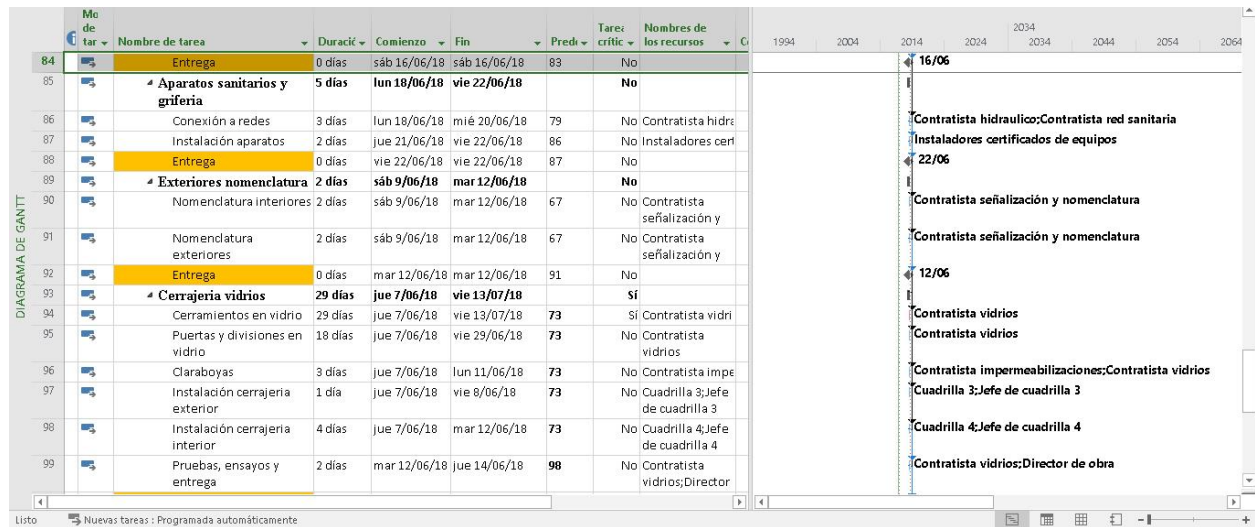 DIAGRAMA DE GANTT
Mo de tar Nombre de tarea Duració Comienzo Fin Prede Tarea crític Nombres de los recursos
2034
1994 2004 2014 2024 2034 2044 2054 2064
84 Entrega 0 días sáb 16/06/18 sáb 16/06/18 83 No 16/06
85 Aparatos sanitarios y 5 días lun 18/06/18 vie 22/06/18 No
griferia
86 Conexión a redes 3 días lun 18/06/18 mié 20/06/18 79 No Contratista hidra Contratista hidraulico;Contratista red sanitaria
87 Instalación aparatos 2 días jue 21/06/18 vie 22/06/18 86 No Instaladores cert Instaladores certificados de equipos
88 Entrega 0 días vie 22/06/18 vie 22/06/18 87 No 22/06
89 Exteriores nomenclatura 2 días sáb 9/06/18 mar 12/06/18 No
90 Nomenclatura interiores 2 días sáb 9/06/18 mar 12/06/18 67 No Contratista Contratista señalización y nomenclatura
señalización y
91 Nomenclatura 2 días sáb 9/06/18 mar 12/06/18 67 No Contratista Contratista señalización y nomenclatura
exteriores señalización y
92 Entrega 0 días mar 12/06/18 mar 12/06/18 91 No 12/06
93 Cerrajeria vidrios 29 días jue 7/06/18 vie 13/07/18 Sí
94 Cerramientos en vidrio 29 días jue 7/06/18 vie 13/07/18 73 Sí Contratista vidri Contratista vidrios
95 Puertas y divisiones en 18 días jue 7/06/18 vie 29/06/18 73 No Contratista Contratista vidrios
vidrio vidrios
96 Claraboyas 3 días jue 7/06/18 lun 11/06/18 73 No Contratista impe Contratista impermeabilizaciones;Contratista vidrios
97 Instalación cerrajeria 1 día jue 7/06/18 vie 8/06/18 73 No Cuadrilla 3;Jefe Cuadrilla 3;Jefe de cuadrilla 3
exterior de cuadrilla 3
98 Instalación cerrajeria 4 días jue 7/06/18 mar 12/06/18 73 No Cuadrilla 4;Jefe Cuadrilla 4;Jefe de cuadrilla 4
interior de cuadrilla 4
99 Pruebas, ensayos y 2 días mar 12/06/18 jue 14/06/18 98 No Contratista Contratista vidrios;Director de obra
entrega vidrios;Director
Listo Nuevas tareas : Programada automáticamente